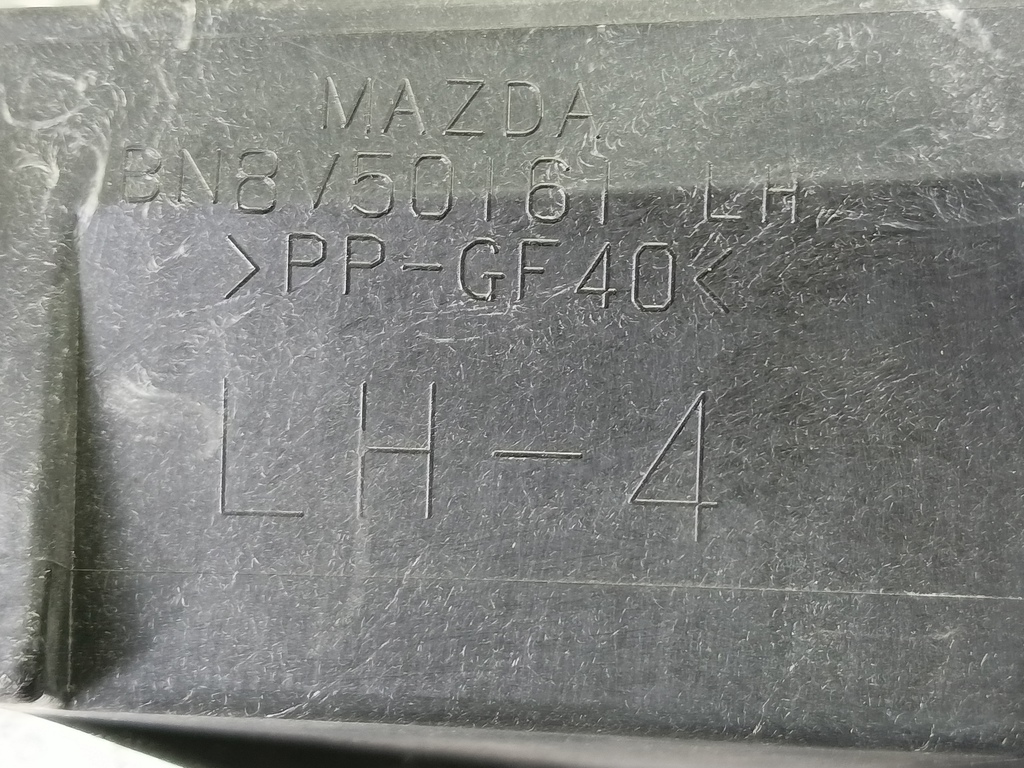 MAZDA
BN8V50161 LH
>PP-GF40<
LH-4